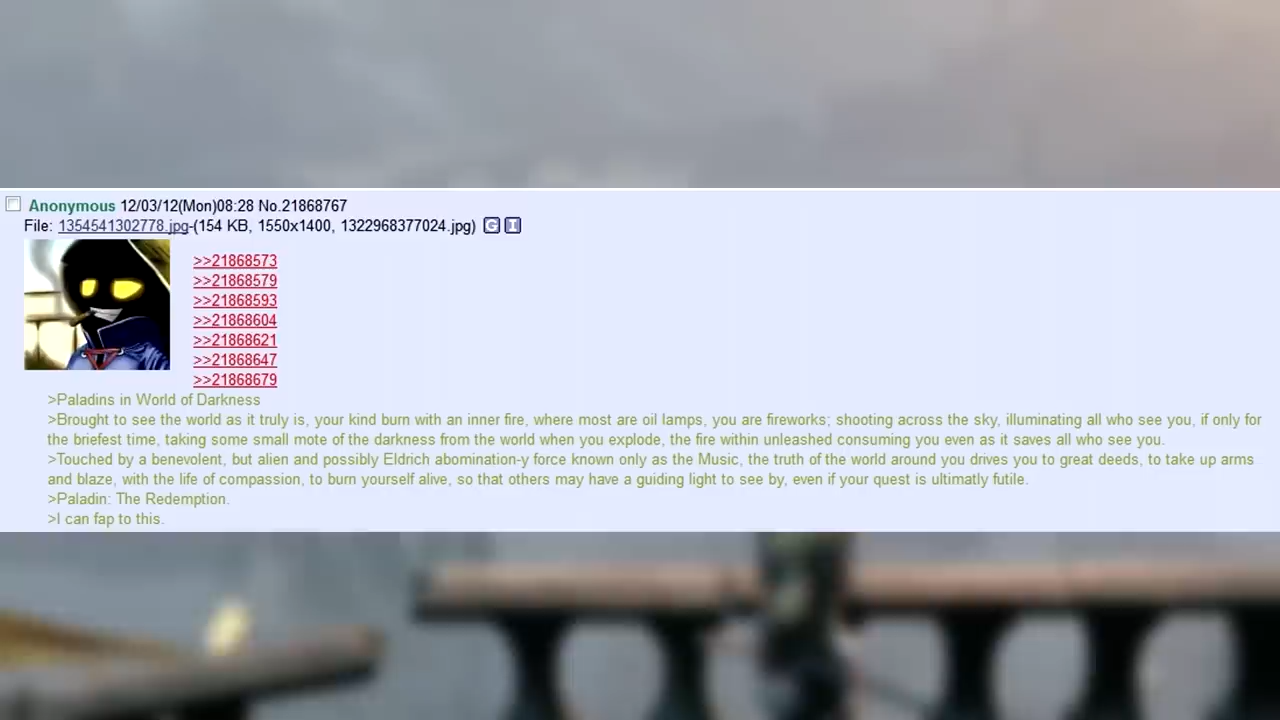 Anonymous 12/03/12(Mon)08:28 No.21868767
File: 1354541302778.jpg-(154 KB, 1550x1400, 1322968377024.jpg) G I
>>21868573
>>21868579
>>21868593
>>21868604
>>21868621
>>21868647
>>21868679
>Paladins in World of Darkness
>Brought to see the world as it truly is, your kind burn with an inner fire, where most are oil lamps, you are fireworks; shooting across the sky, illuminating all who see you, if only for
the briefest time, taking some small mote of the darkness from the world when you explode, the fire within unleashed consuming you even as it saves all who see you.
>Touched by a benevolent, but alien and possibly Eldrich abomination-y force known only as the Music, the truth of the world around you drives you to great deeds, to take up arms
and blaze, with the life of compassion, to burn yourself alive, so that others may have a guiding light to see by, even if your quest is ultimatly futile.
>Paladin: The Redemption.
>I can fap to this.